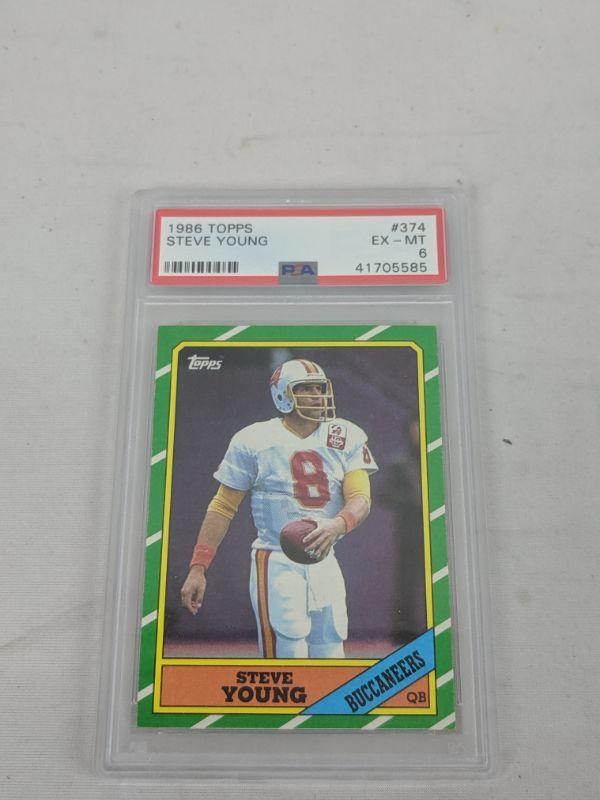 1986 TOPPS #374
STEVE YOUNG EX - MT
6
PSA 41705585
Topps
8
8
STEVE
YOUNG
BUCCANEERS
QB